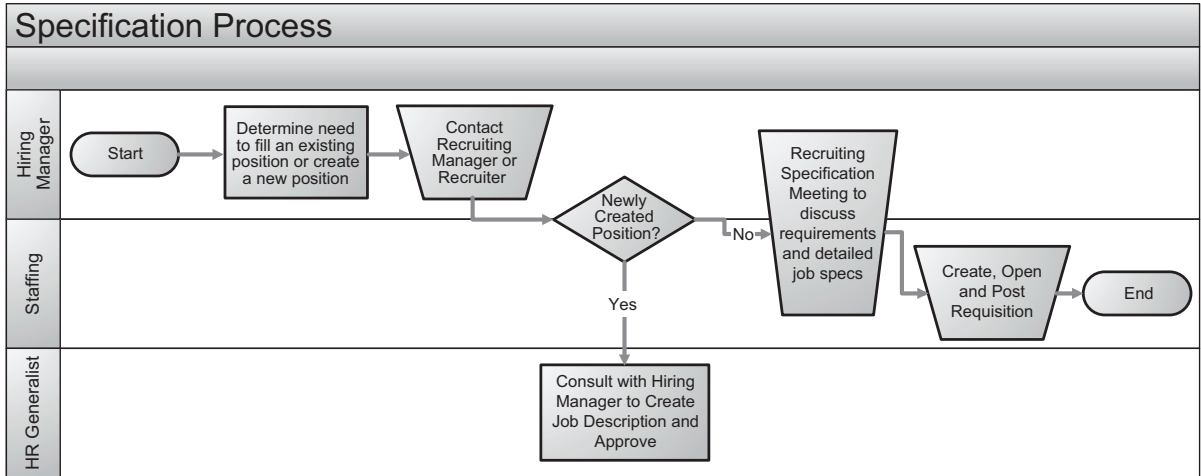 Specification Process
Hiring
Manager
Start
Determine need
to fill an existing
position or create
a new position
Contact
Recruiting
Manager or
Recruiter
Newly
Created
Position?
No
Recruiting
Specification
Meeting to
discuss
requirements
and detailed
job specs
Staffing
Yes
Create, Open
and Post
Requisition
End
HR Generalist
Consult with Hiring
Manager to Create
Job Description and
Approve